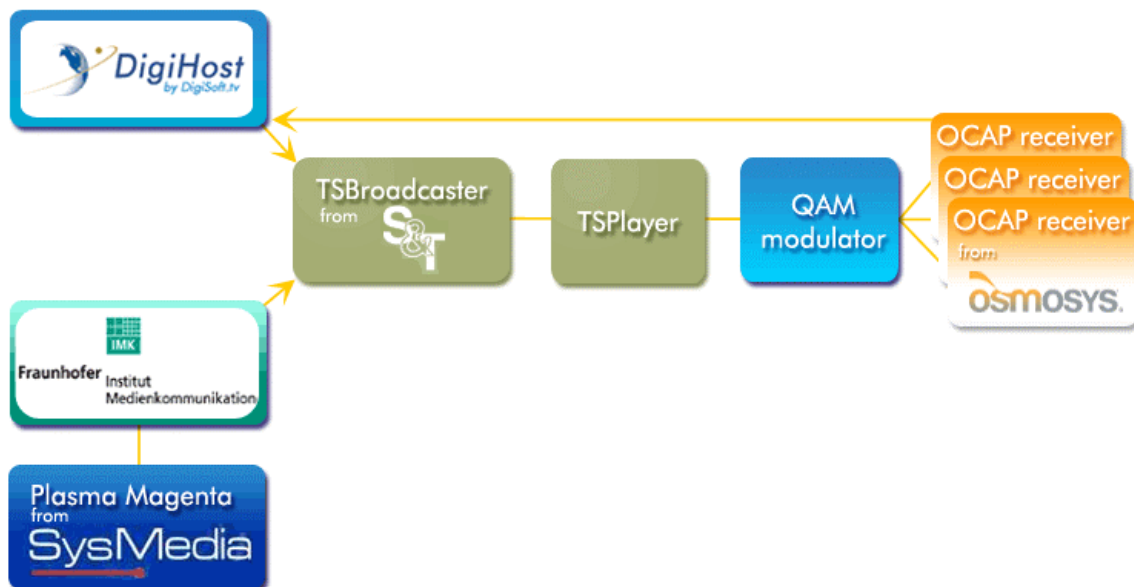 DigiHost
by DigiSoft.tv
TSBroadcaster
from
S&T
TSPlayer
QAM
modulator
OCAP receiver
OCAP receiver
OCAP receiver
from
osmosys.
IMK
Fraunhofer Institut
Medienkommunikation
Plasma Magenta
from
SysMedia